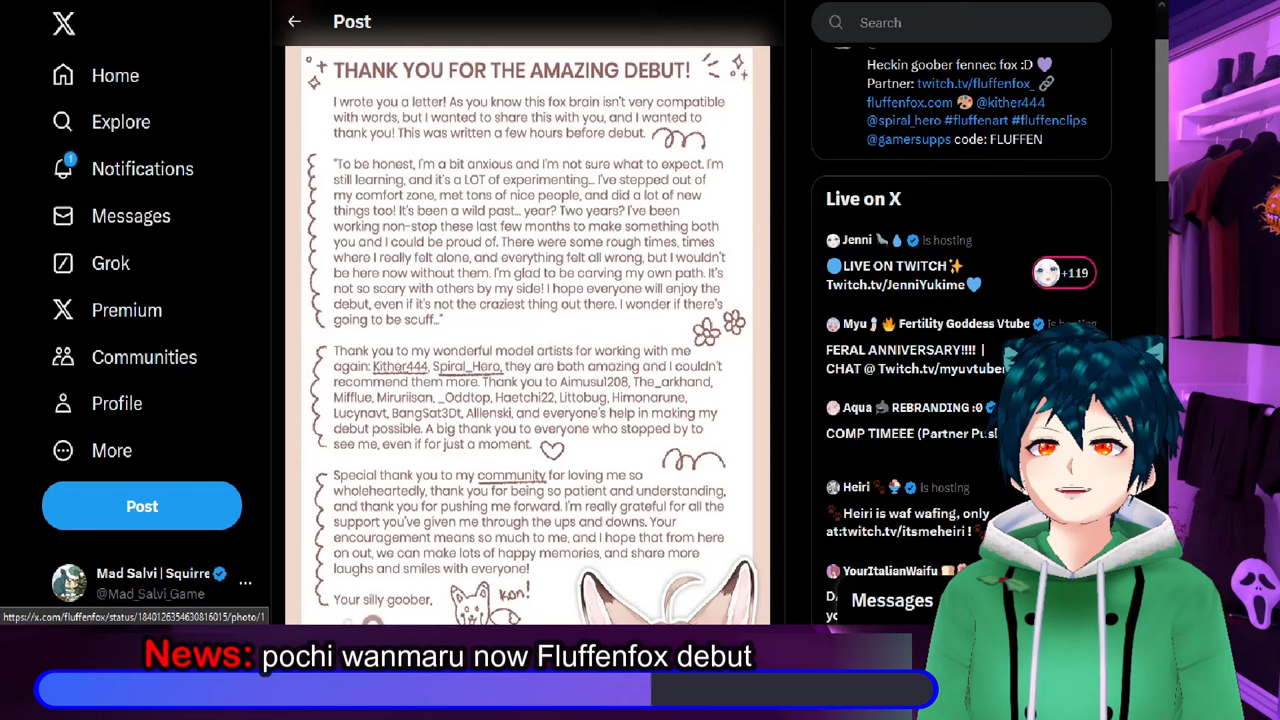 Post
Search
Home
Explore
1
Notifications
Messages
Grok
Premium
Communities
Profile
More
Post
Mad Salvi | Squirre
@Mad_Salvi_Game
https://x.com/fluffenfox/status/1840126354630816015/photo/1
THANK YOU FOR THE AMAZING DEBUT!
I wrote you a letter! As you know this fox brain isn't very compatible
with words, but I wanted to share this with you, and I wanted to
thank you! This was written a few hours before debut.
"To be honest, I'm a bit anxious and I'm not sure what to expect. I'm
still learning, and it's a LOT of experimenting... I've stepped out of
my comfort zone, met tons of nice people, and did a lot of new
things too! It's been a wild past... year? Two years? I've been
working non-stop these last few months to make something both
you and I could be proud of. There were some rough times, times
where I really felt alone, and everything felt all wrong, but I wouldn't
be here now without them. I'm glad to be carving my own path. It's
not so scary with others by my side! I hope everyone will enjoy the
debut, even if it's not the craziest thing out there. I wonder if there's
going to be scuff..."
Thank you to my wonderful model artists for working with me
again: Kither444, Spiral_Hero, they are both amazing and I couldn't
recommend them more. Thank you to Aimusu1208, The_arkhand,
Mifflue, Miruriisan, _Oddtop, Haetchi22, Littobug, Himonarune,
Lucynavt, BangSat3Dt, Alllenski, and everyone's help in making my
debut possible. A big thank you to everyone who stopped by to
see me, even if for just a moment.
Special thank you to my community for loving me so
wholeheartedly, thank you for being so patient and understanding,
and thank you for pushing me forward. I'm really grateful for all the
support you've given me through the ups and downs. Your
encouragement means so much to me, and I hope that from here
on out, we can make lots of happy memories, and share more
laughs and smiles with everyone!
Your silly goober,
kon!
Heckin goober fennec fox :D
Partner: twitch.tv/fluffenfox_
fluffenfox.com @kither444
@spiral_hero #fluffenart #fluffenclips
@gamersupps code: FLUFFEN
Live on X
Jenni is hosting
LIVE ON TWITCH
Twitch.tv/JenniYukime
+119
Myu Fertility Goddess Vtube is hosting
FERAL ANNIVERSARY!!!! |
CHAT @ Twitch.tv/myuvtube
Aqua REBRANDING :0
COMP TIMEEE (Partner Pus
Heiri is hosting
Heiri is waf wafing, only
at:twitch.tv/itsmeheiri !
YourItalianWaifu
Messages
News: pochi wanmaru now Fluffenfox debut